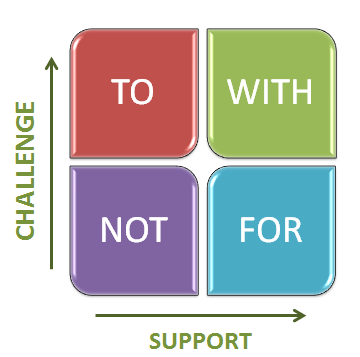 CHALLENGE
TO
WITH
NOT
FOR
SUPPORT